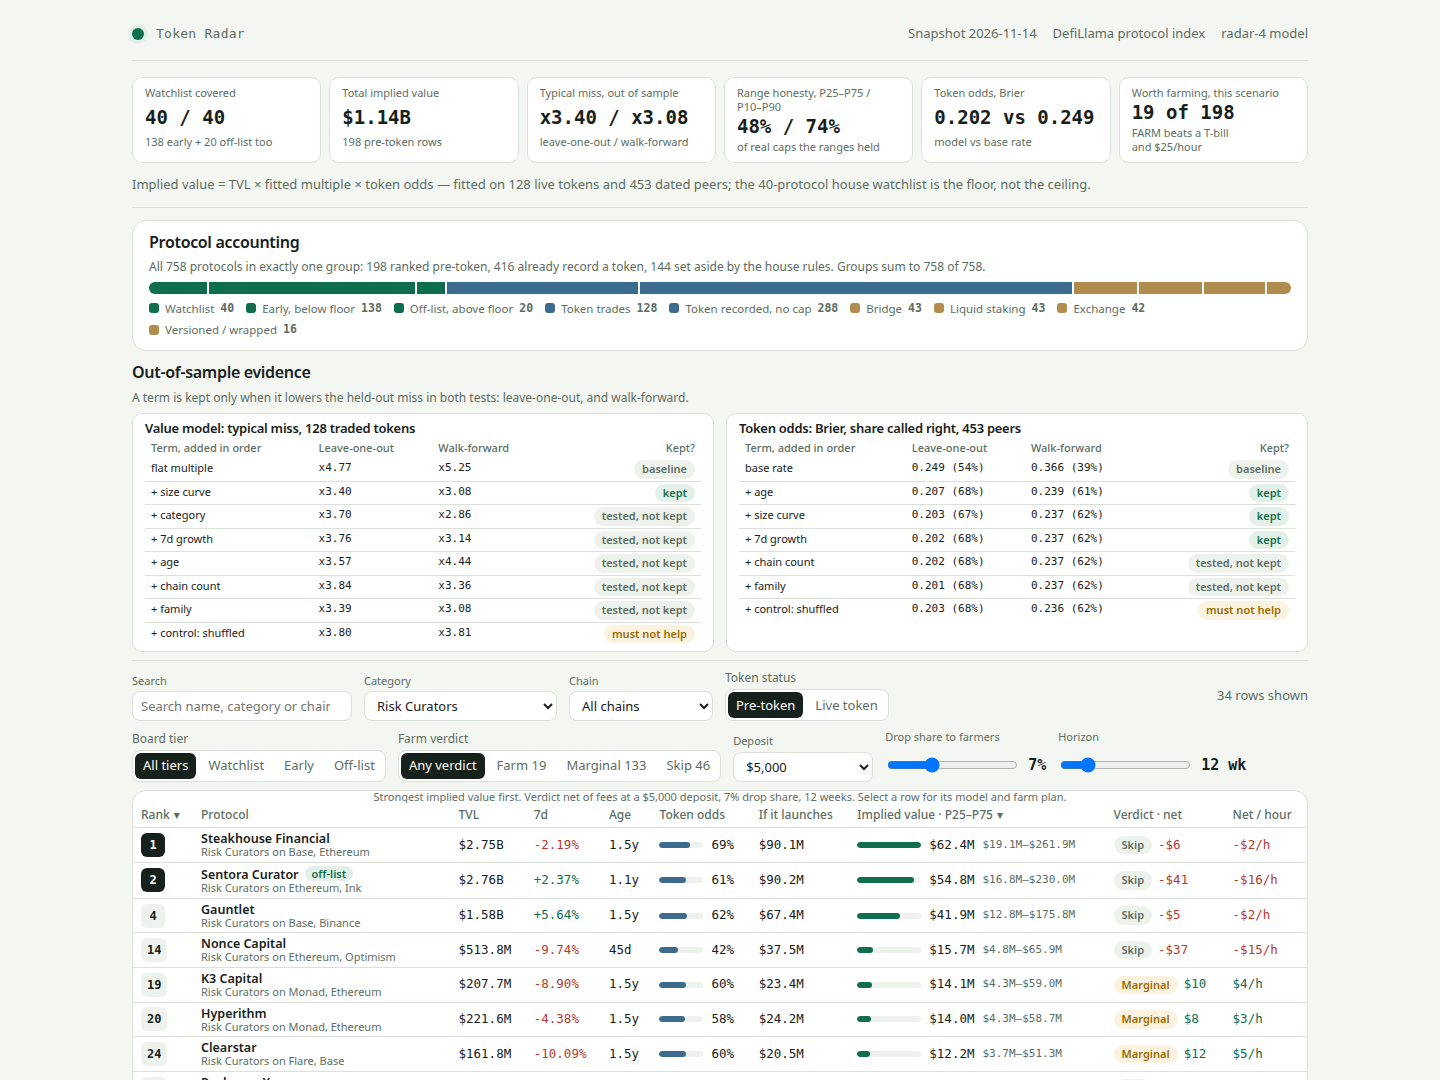 Token Radar
Snapshot 2026-11-14 DefiLlama protocol index radar-4 model
Watchlist covered
40 / 40
138 early + 20 off-list too
Total implied value
$1.14B
198 pre-token rows
Typical miss, out of sample
x3.40 / x3.08
leave-one-out / walk-forward
Range honesty, P25–P75 /
P10–P90
48% / 74%
of real caps the ranges held
Token odds, Brier
0.202 vs 0.249
model vs base rate
Worth farming, this scenario
19 of 198
FARM beats a T-bill
and $25/hour
Implied value = TVL × fitted multiple × token odds — fitted on 128 live tokens and 453 dated peers; the 40-protocol house watchlist is the floor, not the ceiling.
Protocol accounting
All 758 protocols in exactly one group: 198 ranked pre-token, 416 already record a token, 144 set aside by the house rules. Groups sum to 758 of 758.
Watchlist 40 Early, below floor 138 Off-list, above floor 20 Token trades 128 Token recorded, no cap 288 Bridge 43 Liquid staking 43 Exchange 42
Versioned / wrapped 16
Out-of-sample evidence
A term is kept only when it lowers the held-out miss in both tests: leave-one-out, and walk-forward.
Value model: typical miss, 128 traded tokens
Term, added in order Leave-one-out Walk-forward Kept?
flat multiple x4.77 x5.25 baseline
+ size curve x3.40 x3.08 kept
+ category x3.70 x2.86 tested, not kept
+ 7d growth x3.76 x3.14 tested, not kept
+ age x3.57 x4.44 tested, not kept
+ chain count x3.84 x3.36 tested, not kept
+ family x3.39 x3.08 tested, not kept
+ control: shuffled x3.80 x3.81 must not help
Token odds: Brier, share called right, 453 peers
Term, added in order Leave-one-out Walk-forward Kept?
base rate 0.249 (54%) 0.366 (39%) baseline
+ age 0.207 (68%) 0.239 (61%) kept
+ size curve 0.203 (67%) 0.237 (62%) kept
+ 7d growth 0.202 (68%) 0.237 (62%) kept
+ chain count 0.202 (68%) 0.237 (62%) tested, not kept
+ family 0.201 (68%) 0.237 (62%) tested, not kept
+ control: shuffled 0.203 (68%) 0.236 (62%) must not help
Search Category Chain Token status
Search name, category or chair Risk Curators All chains Pre-token Live token
34 rows shown
Board tier Farm verdict Deposit Drop share to farmers Horizon
All tiers Watchlist Early Off-list Any verdict Farm 19 Marginal 133 Skip 46 $5,000 7% 12 wk
Strongest implied value first. Verdict net of fees at a $5,000 deposit, 7% drop share, 12 weeks. Select a row for its model and farm plan.
Rank ▼ Protocol TVL 7d Age Token odds If it launches Implied value · P25–P75 ▼ Verdict · net Net / hour
1 Steakhouse Financial $2.75B -2.19% 1.5y 69% $90.1M $62.4M $19.1M–$261.9M Skip -$6 -$2/h
Risk Curators on Base, Ethereum
2 Sentora Curator off-list $2.76B +2.37% 1.1y 61% $90.2M $54.8M $16.8M–$230.0M Skip -$41 -$16/h
Risk Curators on Ethereum, Ink
4 Gauntlet $1.58B +5.64% 1.5y 62% $67.4M $41.9M $12.8M–$175.8M Skip -$5 -$2/h
Risk Curators on Base, Binance
14 Nonce Capital $513.8M -9.74% 45d 42% $37.5M $15.7M $4.8M–$65.9M Skip -$37 -$15/h
Risk Curators on Ethereum, Optimism
19 K3 Capital $207.7M -8.90% 1.5y 60% $23.4M $14.1M $4.3M–$59.0M Marginal $10 $4/h
Risk Curators on Monad, Ethereum
20 Hyperithm $221.6M -4.38% 1.5y 58% $24.2M $14.0M $4.3M–$58.7M Marginal $8 $3/h
Risk Curators on Monad, Ethereum
24 Clearstar $161.8M -10.09% 1.5y 60% $20.5M $12.2M $3.7M–$51.3M Marginal $12 $5/h
Risk Curators on Flare, Base